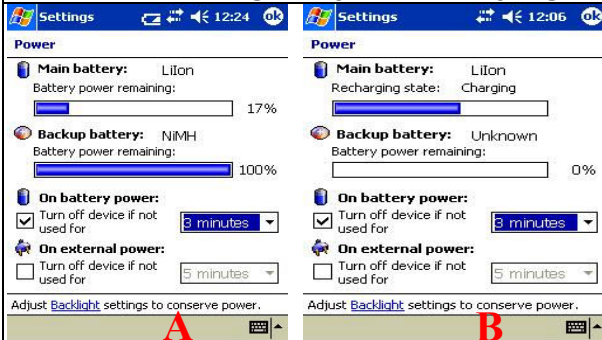 Settings 12:24 ok
Power
Main battery: LiIon
Battery power remaining:
17%
Backup battery: NiMH
Battery power remaining:
100%
On battery power:
Turn off device if not
used for 3 minutes
On external power:
Turn off device if not
used for 5 minutes
Adjust Backlight settings to conserve power.
A
Settings 12:06 ok
Power
Main battery: LiIon
Recharging state: Charging
Backup battery: Unknown
Battery power remaining:
0%
On battery power:
Turn off device if not
used for 3 minutes
On external power:
Turn off device if not
used for 5 minutes
Adjust Backlight settings to conserve power.
B